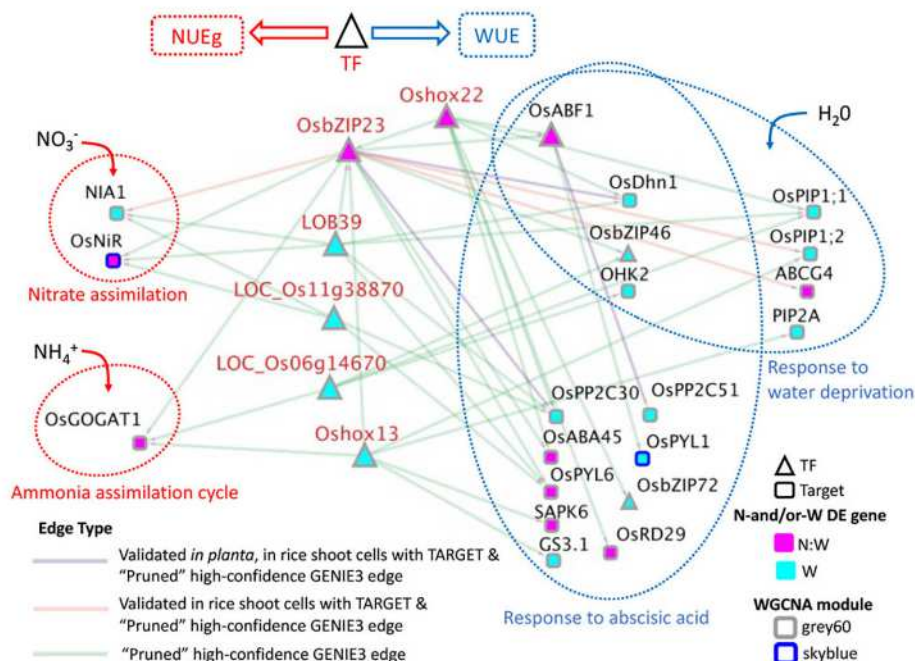 NUEg
TF
WUE
Oshox22
OsABF1
OsbZIP23
H₂0
NO₃⁻
NIA1
OsDhn1
OsPIP1;1
OsNiR
LOB39
OsbZIP46
OsPIP1;2
OHK2
ABCG4
Nitrate assimilation
LOC_Os11g38870
PIP2A
NH₄⁺
LOC_Os06g14670
Response to
water deprivation
OsGOGAT1
OsPP2C30
OsPP2C51
Oshox13
OsABA45
OsPYL1
OsPYL6
OsbZIP72
Ammonia assimilation cycle
SAPK6
GS3.1
OsRD29
Response to abscisic acid
Edge Type
Validated in planta, in rice shoot cells with TARGET &
“Pruned” high-confidence GENIE3 edge
Validated in rice shoot cells with TARGET &
“Pruned” high-confidence GENIE3 edge
“Pruned” high-confidence GENIE3 edge
TF
Target
N-and/or-W DE gene
N:W
W
WGCNA module
grey60
skyblue